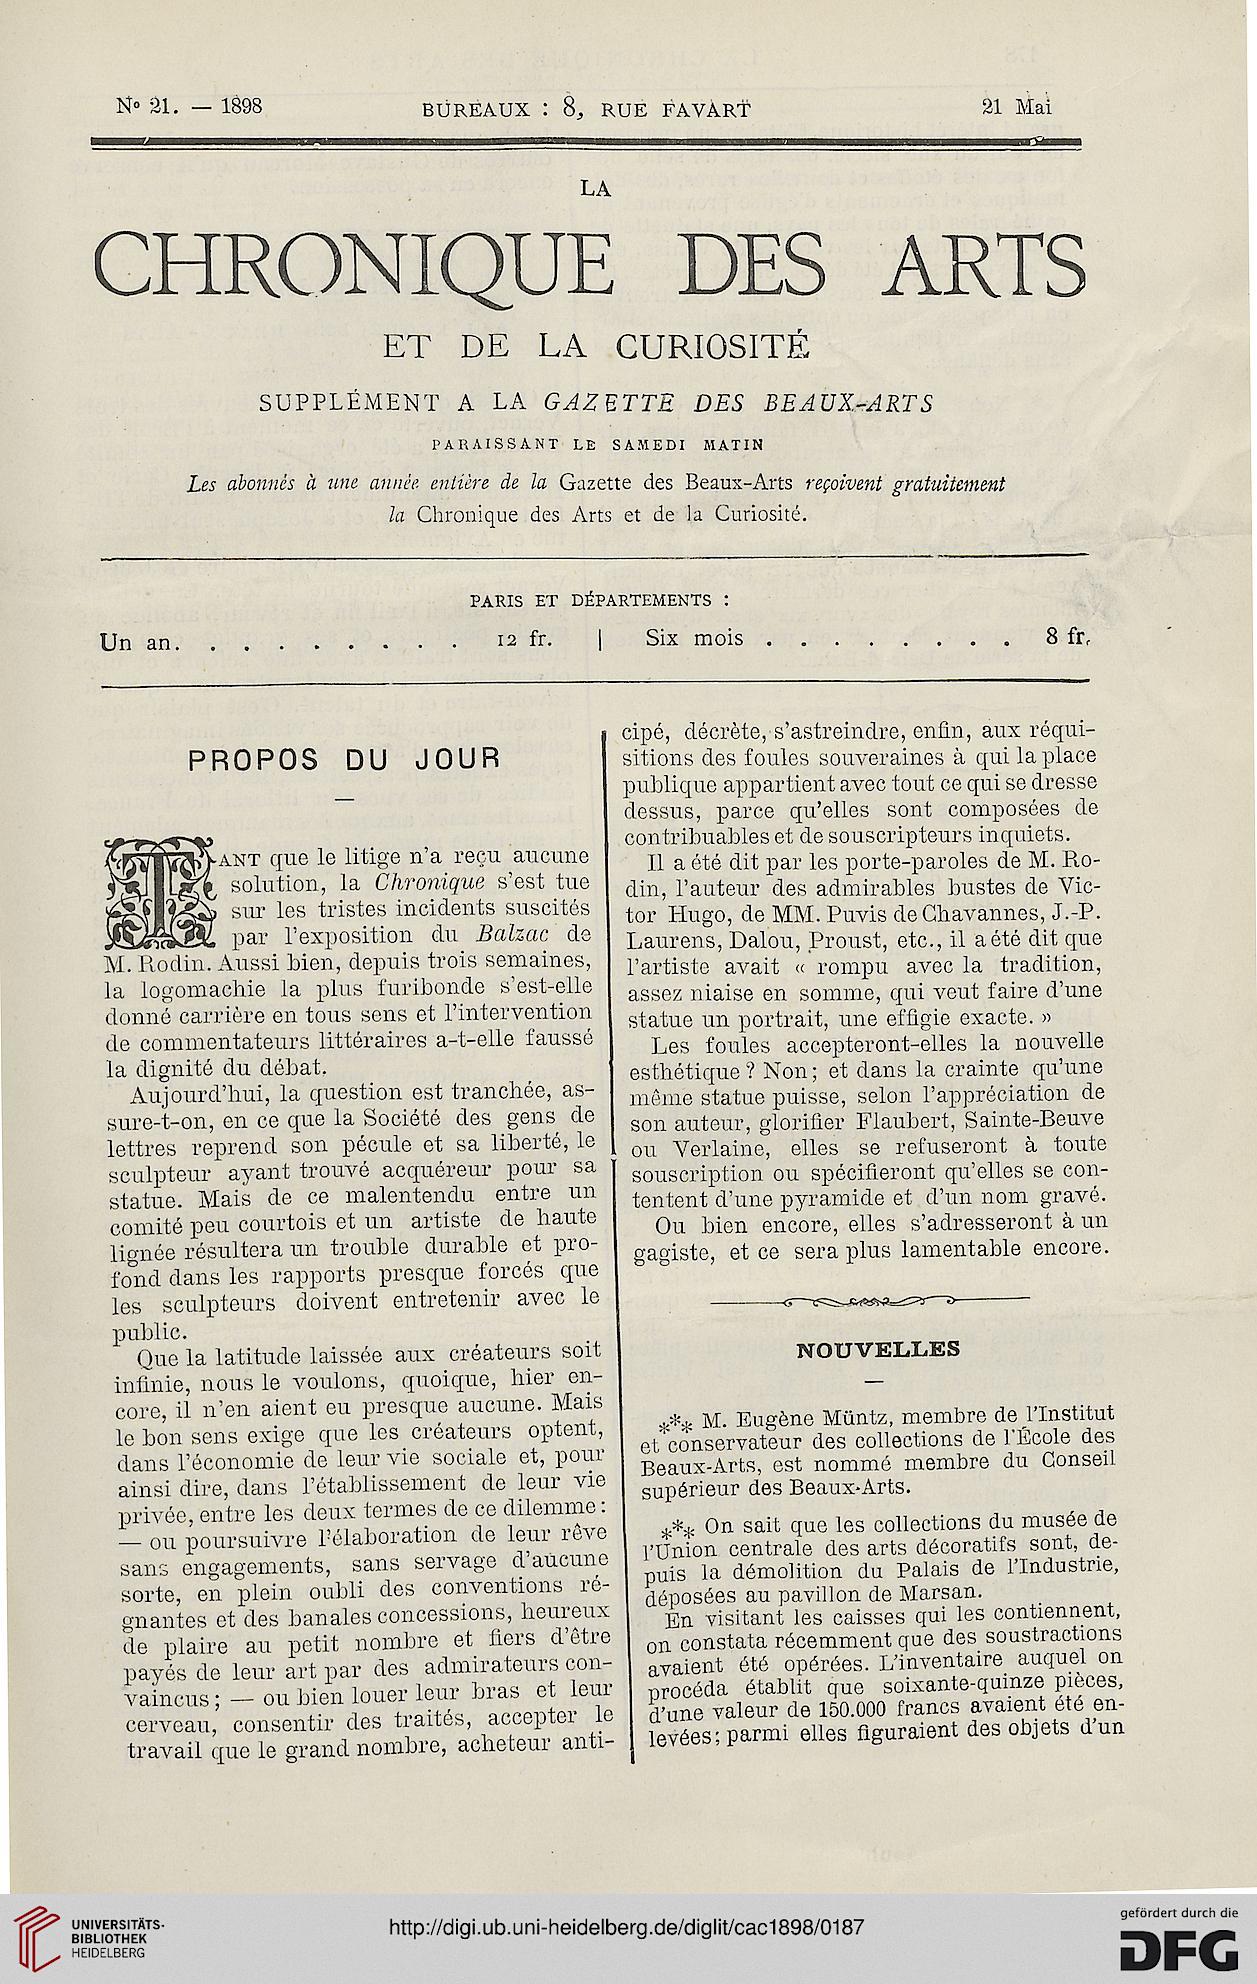 N° 21. — 1898
BUREAUX : 8, RUE FAVART
21 Mai
LA
CHRONIQUE DES ARTS
ET DE LA CURIOSITÉ
SUPPLÉMENT A LA GAZETTE DES BEAUX-ARTS
PARAISSANT LE SAMEDI MATIN
Les abonnés à une année entière de la Gazette des Beaux-Arts reçoivent gratuitement
la Chronique des Arts et de la Curiosité.
PARIS ET DÉPARTEMENTS :
Un an. . . . . . . . . 12 fr. | Six mois . . . . . . . . 8 fr.
PROPOS DU JOUR
—
TANT que le litige n'a reçu aucune
solution, la Chronique s'est tue
sur les tristes incidents suscités
par l'exposition du Balzac de
M. Rodin. Aussi bien, depuis trois semaines,
la logomachie la plus furibonde s'est-elle
donné carrière en tous sens et l'intervention
de commentateurs littéraires a-t-elle faussé
la dignité du débat.
Aujourd'hui, la question est tranchée, as-
sure-t-on, en ce que la Société des gens de
lettres reprend son pécule et sa liberté, le
sculpteur ayant trouvé acquéreur pour sa
statue. Mais de ce malentendu entre un
comité peu courtois et un artiste de haute
lignée résultera un trouble durable et pro-
fond dans les rapports presque forcés que
les sculpteurs doivent entretenir avec le
public.
Que la latitude laissée aux créateurs soit
infinie, nous le voulons, quoique, hier en-
core, il n'en aient eu presque aucune. Mais
le bon sens exige que les créateurs optent,
dans l'économie de leur vie sociale et, pour
ainsi dire, dans l'établissement de leur vie
privée, entre les deux termes de ce dilemme :
— ou poursuivre l'élaboration de leur rêve
sans engagements, sans servage d'aucune
sorte, en plein oubli des conventions ré-
gnantes et des banales concessions, heureux
de plaire au petit nombre et fiers d'être
payés de leur art par des admirateurs con-
vaincus ; — ou bien louer leur bras et leur
cerveau, consentir des traités, accepter le
travail que le grand nombre, acheteur anti-
cipé, décrète, s'astreindre, enfin, aux réqui-
sitions des foules souveraines à qui la place
publique appartient avec tout ce qui se dresse
dessus, parce qu'elles sont composées de
contribuables et de souscripteurs inquiets.
Il a été dit par les porte-paroles de M. Ro-
din, l'auteur des admirables bustes de Vic-
tor Hugo, de MM. Puvis de Chavannes, J.-P.
Laurens, Dalou, Proust, etc., il a été dit que
l'artiste avait « rompu avec la tradition,
assez niaise en somme, qui veut faire d'une
statue un portrait, une effigie exacte. »
Les foules accepteront-elles la nouvelle
esthétique ? Non ; et dans la crainte qu'une
même statue puisse, selon l'appréciation de
son auteur, glorifier Flaubert, Sainte-Beuve
ou Verlaine, elles se refuseront à toute
souscription ou spécifieront qu'elles se con-
tentent d'une pyramide et d'un nom gravé.
Ou bien encore, elles s'adresseront à un
gagiste, et ce sera plus lamentable encore.
NOUVELLES
—
*** M. Eugène Müntz, membre de l'Institut
et conservateur des collections de l'École des
Beaux-Arts, est nommé membre du Conseil
supérieur des Beaux-Arts.
*** On sait que les collections du musée de
l'Union centrale des arts décoratifs sont, de-
puis la démolition du Palais de l'Industrie,
déposées au pavillon de Marsan.
En visitant les caisses qui les contiennent,
on constata récemment que des soustractions
avaient été opérées. L'inventaire auquel on
procéda établit que soixante-quinze pièces,
d'une valeur de 150.000 francs avaient été en-
levées ; parmi elles figuraient des objets d'un
UNIVERSITÄTS-
BIBLIOTHEK
HEIDELBERG
http://digi.ub.uni-heidelberg.de/diglit/cac1898/0187
gefördert durch die
DFG